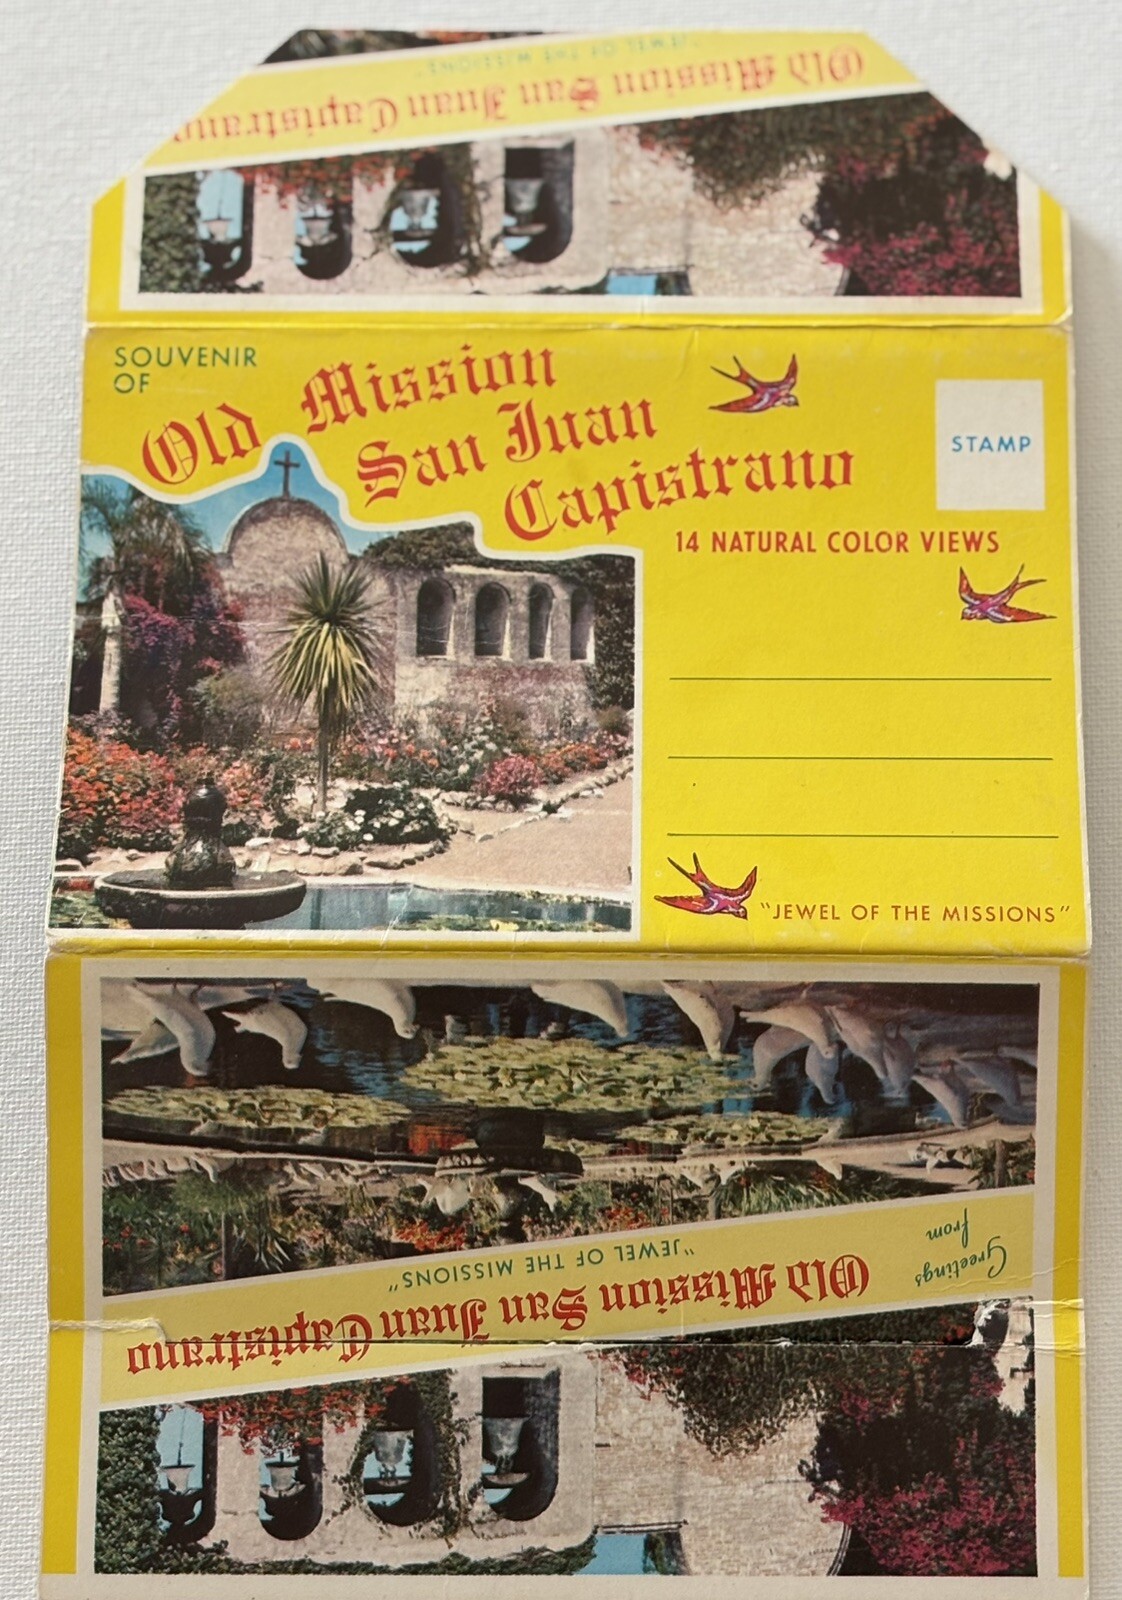 "JEWEL OF THE MISSIONS"
Old Mission San Juan Capistrano
SOUVENIR
OF
Old Mission
San Juan
Capistrano
STAMP
14 NATURAL COLOR VIEWS
"JEWEL OF THE MISSIONS"
Greetings
from
"JEWEL OF THE MISSIONS"
Old Mission San Juan Capistrano